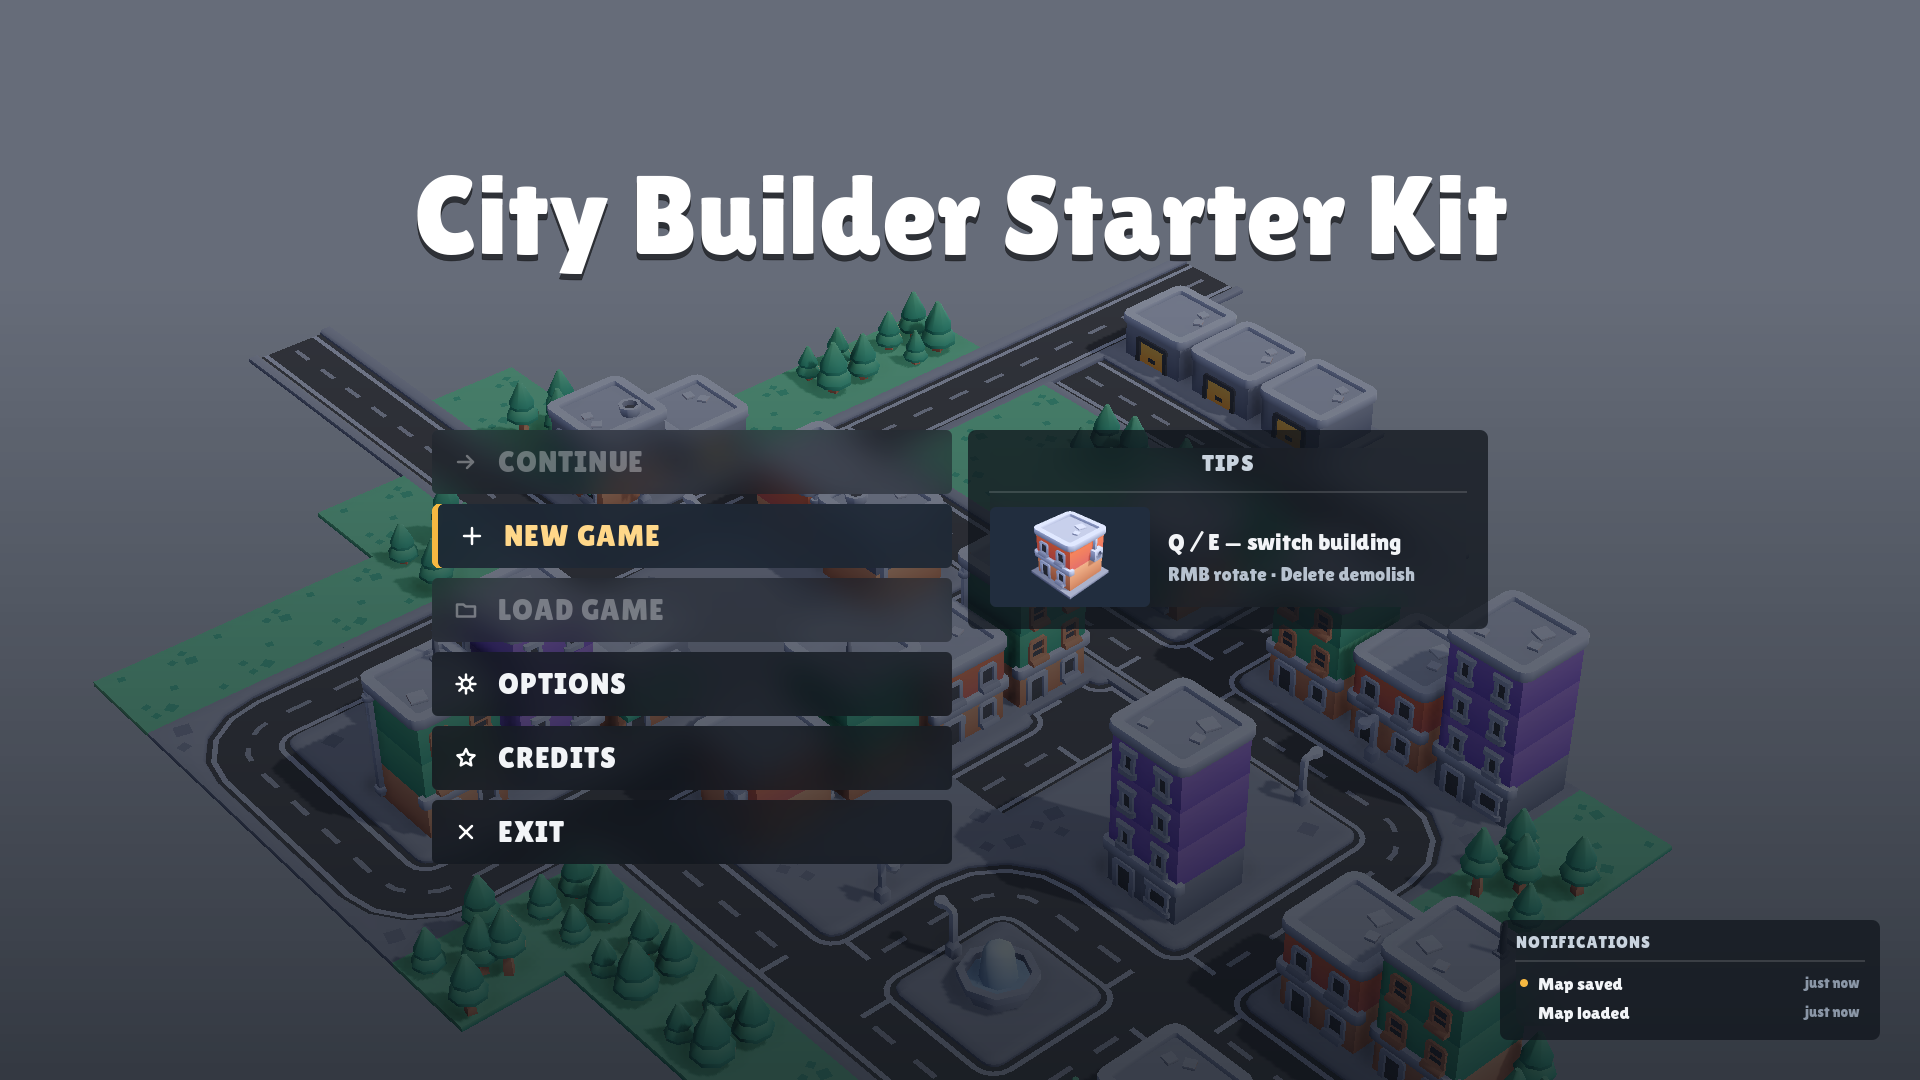 City Builder Starter Kit
CONTINUE
NEW GAME
LOAD GAME
OPTIONS
CREDITS
EXIT
TIPS
Q / E — switch building
RMB rotate · Delete demolish
NOTIFICATIONS
Map saved just now
Map loaded just now